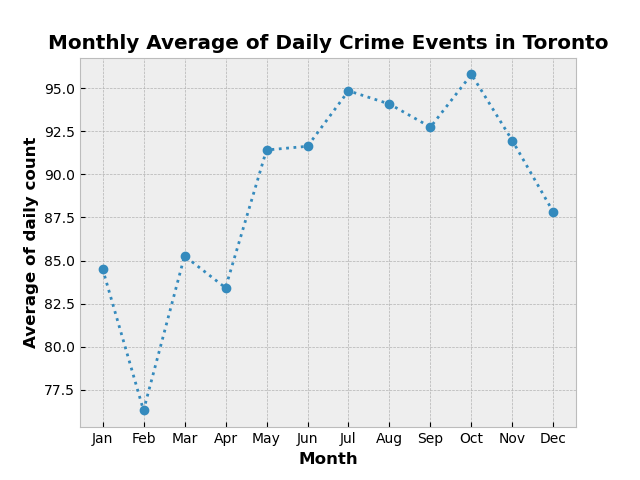 Monthly Average of Daily Crime Events in Toronto
95.0
92.5
90.0
87.5
85.0
82.5
80.0
77.5
Average of daily count
Jan Feb Mar Apr May Jun Jul Aug Sep Oct Nov Dec
Month